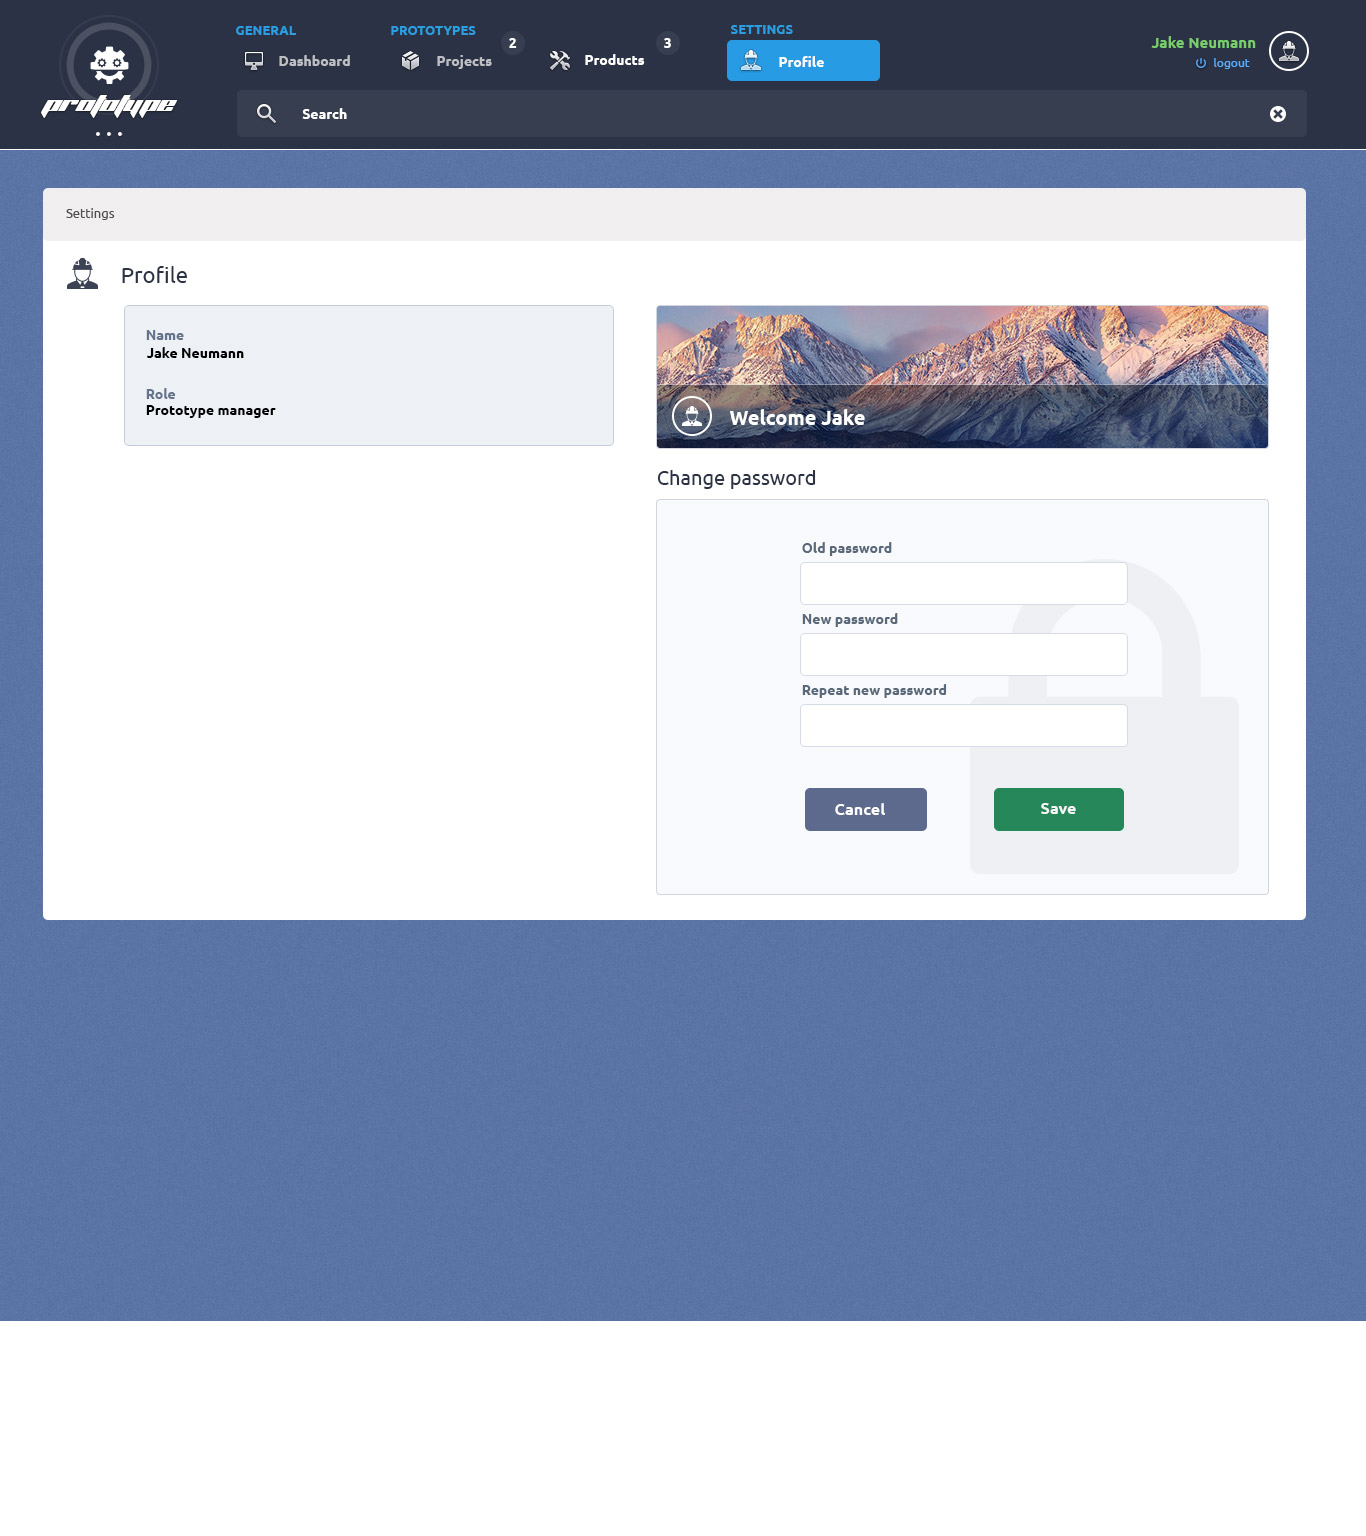 GENERAL
PROTOTYPES
SETTINGS
Dashboard
Projects
2
Products
3
Profile
Jake Neumann
logout
prototype
Search
Settings
Profile
Name
Jake Neumann
Role
Prototype manager
Welcome Jake
Change password
Old password
New password
Repeat new password
Cancel
Save